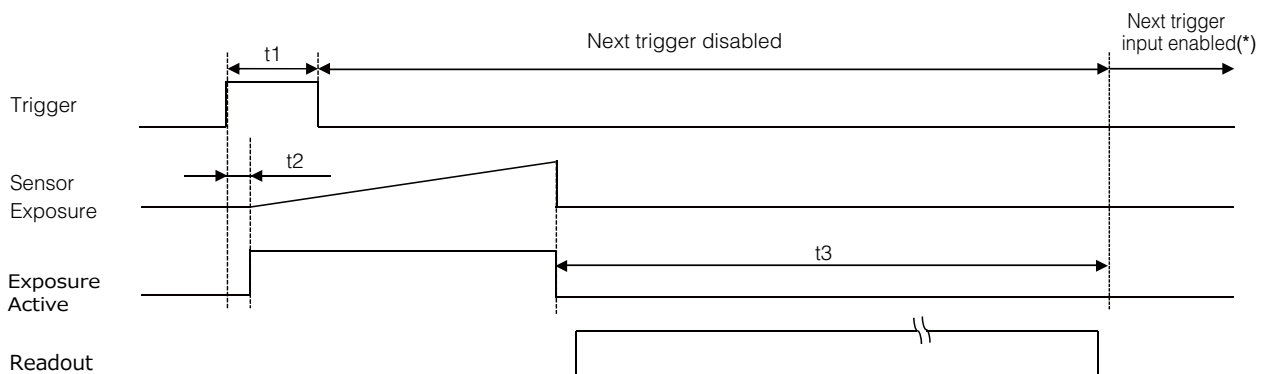 Next trigger
input enabled(*)
Next trigger disabled
t1
Trigger
t2
Sensor
Exposure
t3
Exposure
Active
Readout